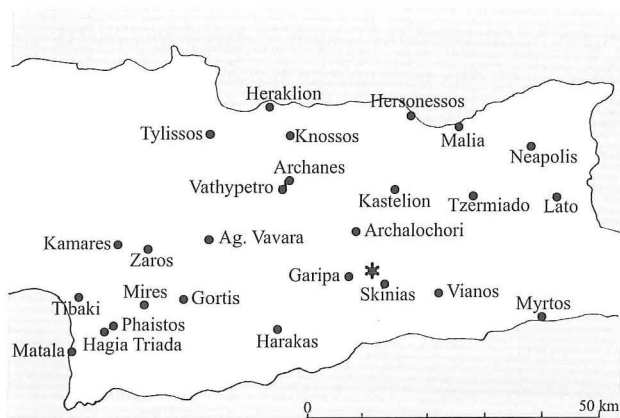 Heraklion
Hersonessos
Tylissos
Knossos
Malia
Neapolis
Archanes
Vathypetro
Kastelion
Tzermiado
Lato
Kamares
Zaros
Ag. Vavara
Archalochori
Garipa
Skinias
Vianos
Tibaki
Mires
Gortis
Myrtos
Phaistos
Hagia Triada
Harakas
Matala
0
50 km